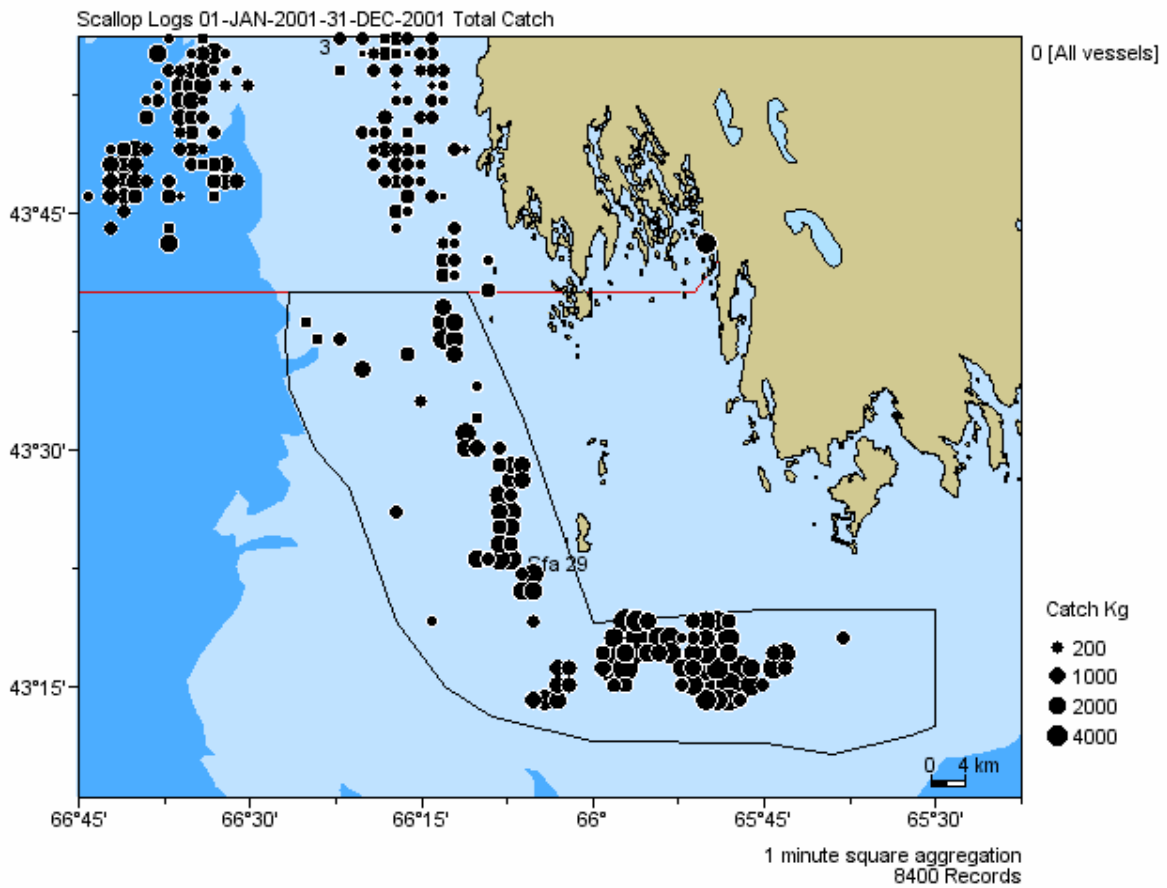 Scallop Logs 01-JAN-2001-31-DEC-2001 Total Catch
3
0 [All vessels]
43°45'
43°30'
Sfa 29
43°15'
Catch Kg
200
1000
2000
4000
0 4 km
66°45' 66°30' 66°15' 66° 65°45' 65°30'
1 minute square aggregation
8400 Records